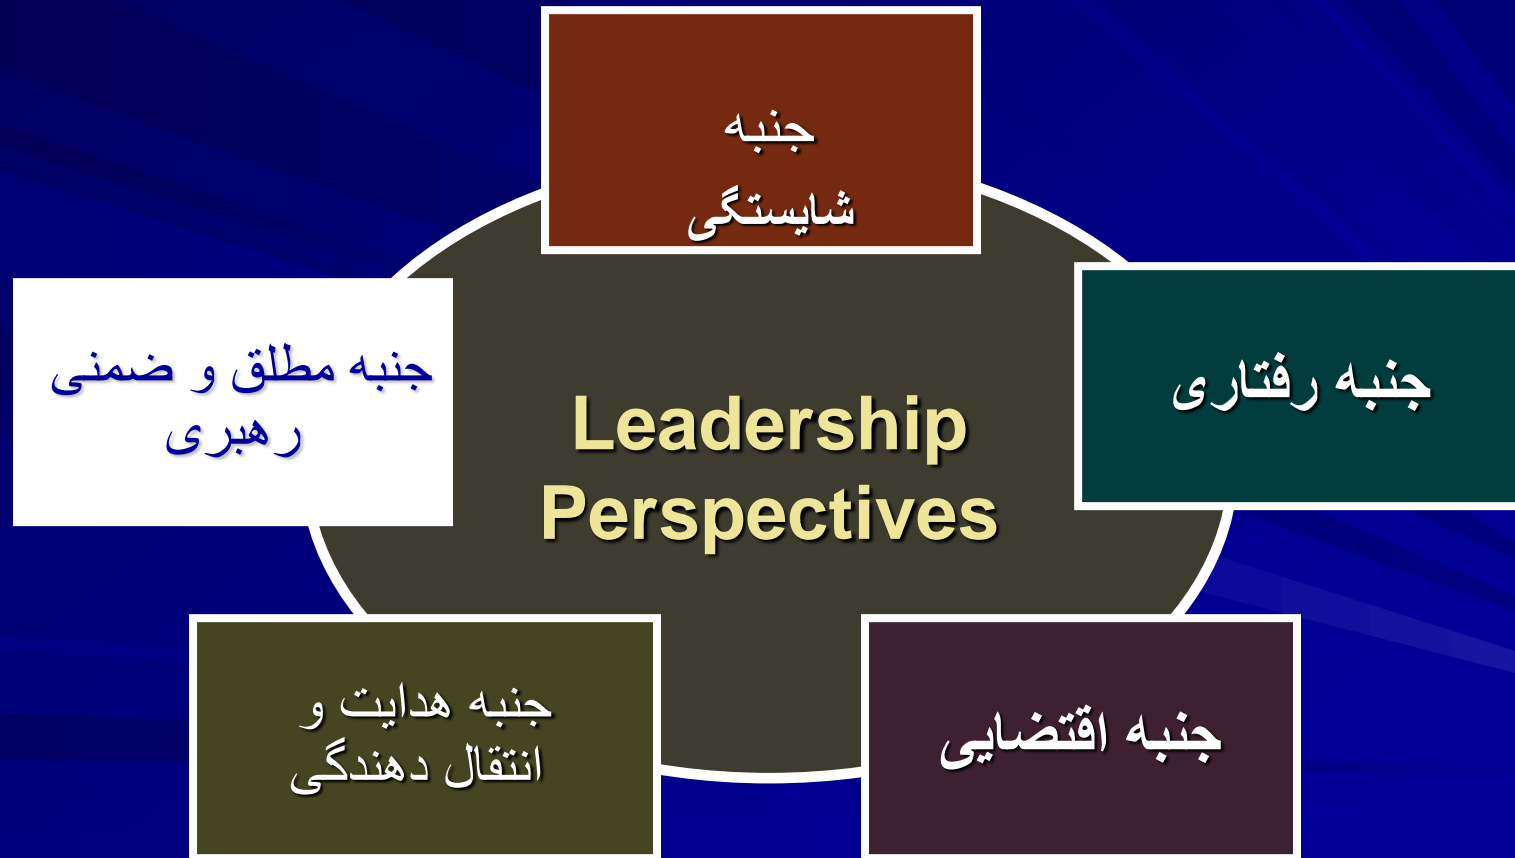 جنبه
شایستگی
جنبه رفتاری
جنبه مطلق و ضمنی
رهبری
Leadership
Perspectives
جنبه اقتضایی
جنبه هدایت و
انتقال دهندگی